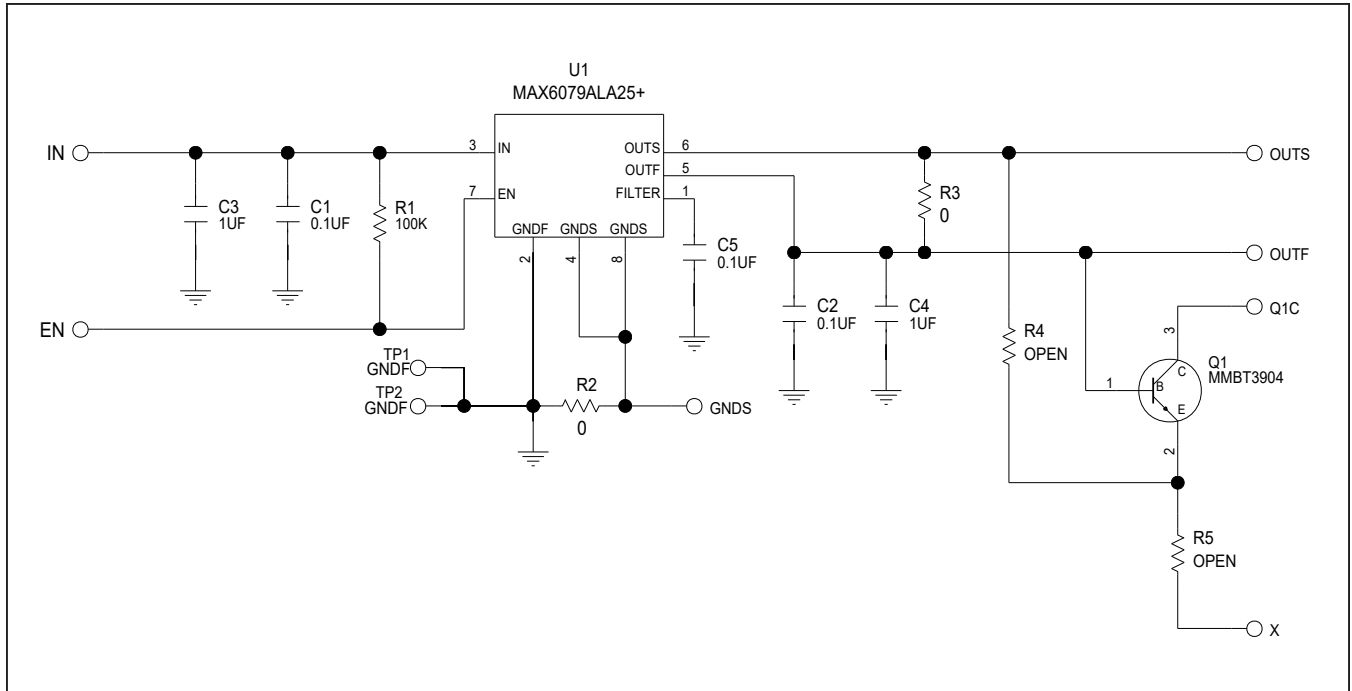 U1
MAX6079ALA25+
IN
3
IN
OUTS
6
OUTS
OUTF
5
FILTER
1
7
EN
GNDF
GNDS
GNDS
2
4
8
C3
1UF
C1
0.1UF
R1
100K
C5
0.1UF
R3
0
OUTF
C2
0.1UF
C4
1UF
Q1C
EN
R4
OPEN
3
C
Q1
MMBT3904
1
B
E
2
TP1
GNDF
TP2
GNDF
R2
0
GNDS
R5
OPEN
X